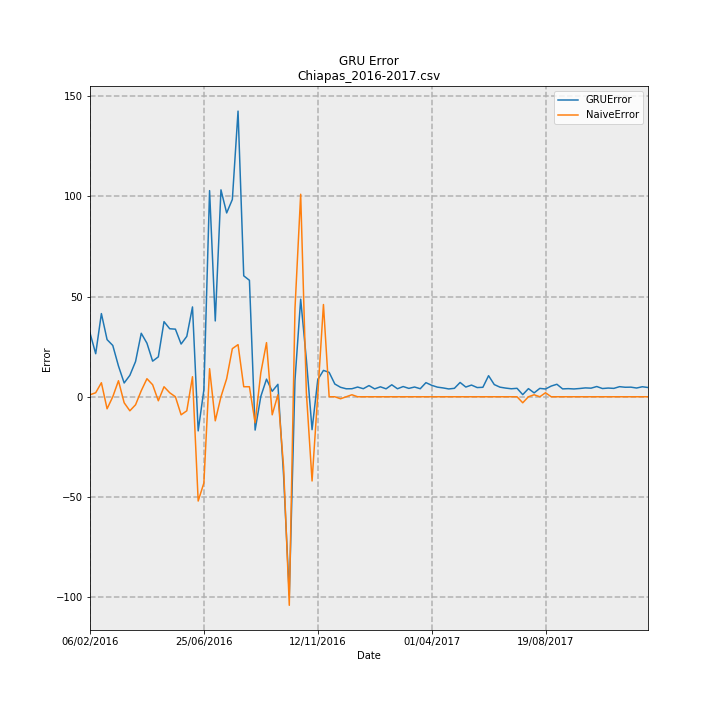 GRU Error
Chiapas_2016-2017.csv
GRUError
NaiveError
150
100
50
0
−50
−100
Error
06/02/2016
25/06/2016
12/11/2016
01/04/2017
19/08/2017
Date